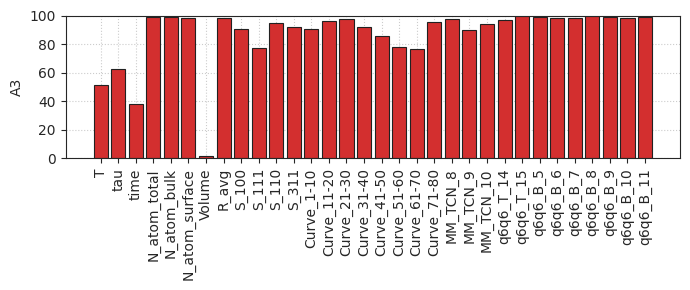 100
80
60
40
20
0
A3
T
tau
time
N_atom_total
N_atom_bulk
N_atom_surface
Volume
R_avg
S_100
S_111
S_110
S_311
Curve_1-10
Curve_11-20
Curve_21-30
Curve_31-40
Curve_41-50
Curve_51-60
Curve_61-70
Curve_71-80
MM_TCN_8
MM_TCN_9
MM_TCN_10
q6q6_T_14
q6q6_T_15
q6q6_B_5
q6q6_B_6
q6q6_B_7
q6q6_B_8
q6q6_B_9
q6q6_B_10
q6q6_B_11